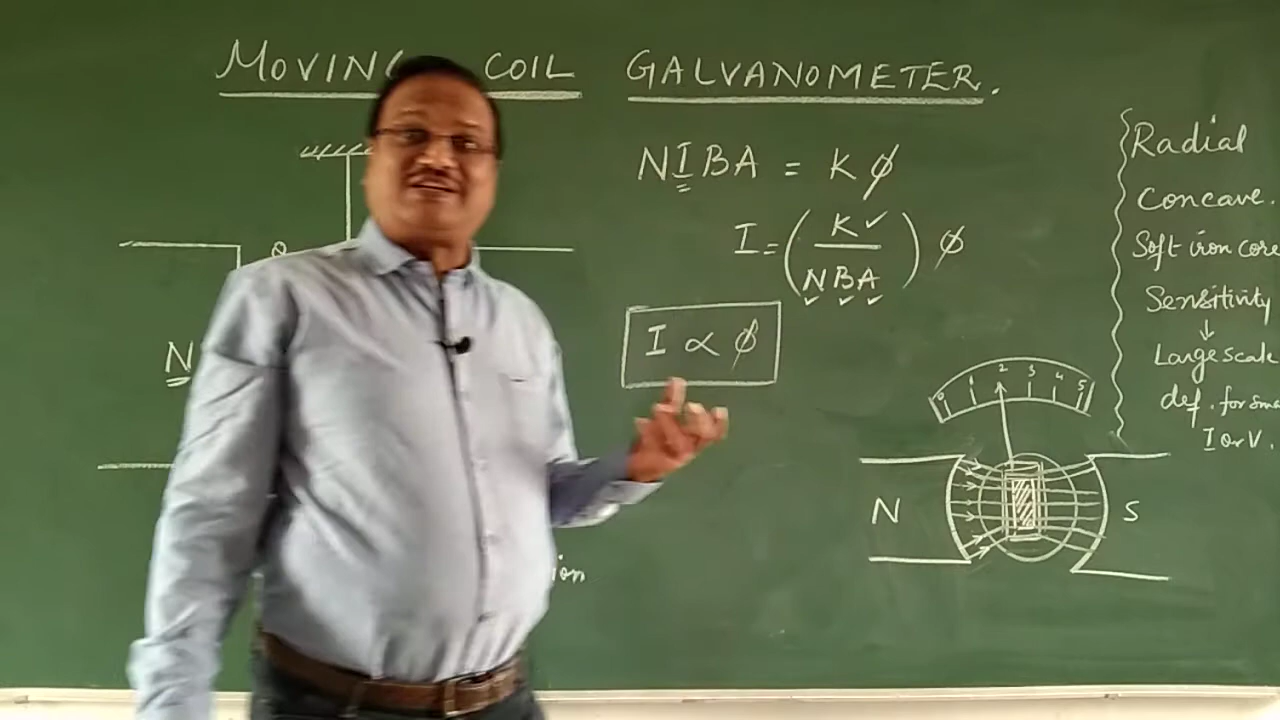 MOVING COIL GALVANOMETER.
NIBA = Kφ
I = (K / NBA) φ
I ∝ φ
N
Radial
Concave.
Soft iron core
Sensitivity
↓
Large scale
def. for
I or V.
0 1 2 3 4 5
N S